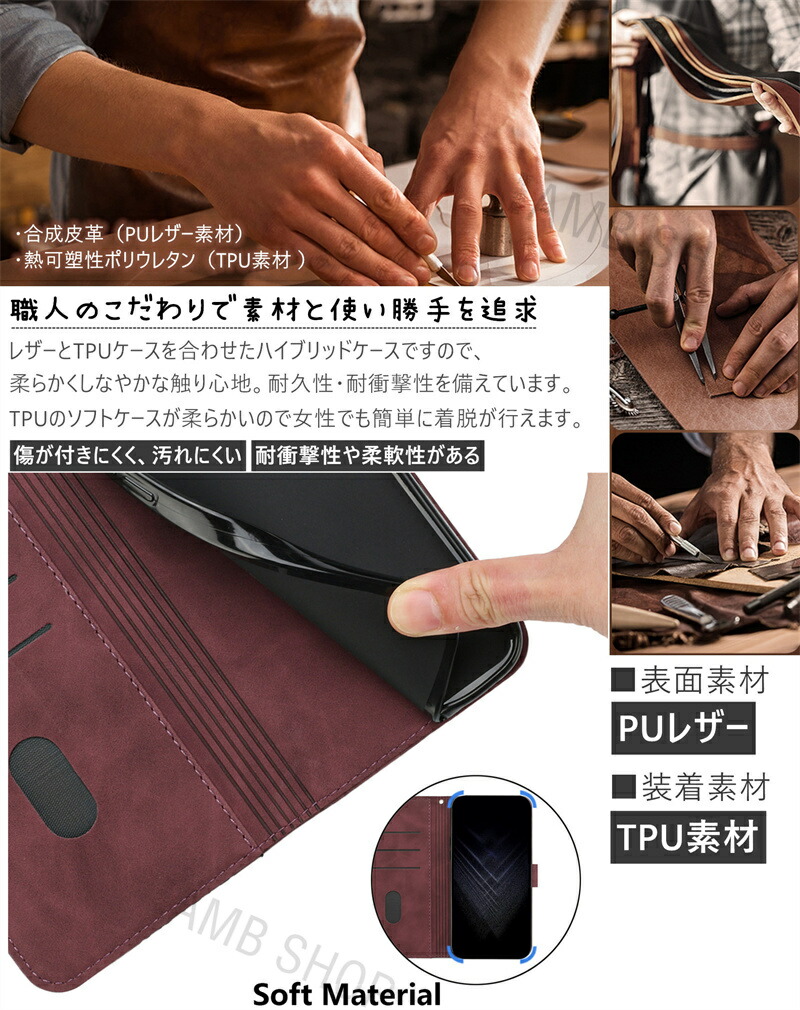 ・合成皮革（PUレザー素材）
・熱可塑性ポリウレタン（TPU素材 ）
職人のこだわりで素材と使い勝手を追求
レザーとTPUケースを合わせたハイブリッドケースですので、
柔らかくしなやかな触り心地。耐久性・耐衝撃性を備えています。
TPUのソフトケースが柔らかいので女性でも簡単に着脱が行えます。
傷が付きにくく、汚れにくい 耐衝撃性や柔軟性がある
■表面素材
PUレザー
■装着素材
TPU素材
AMB SHOP
Soft Material